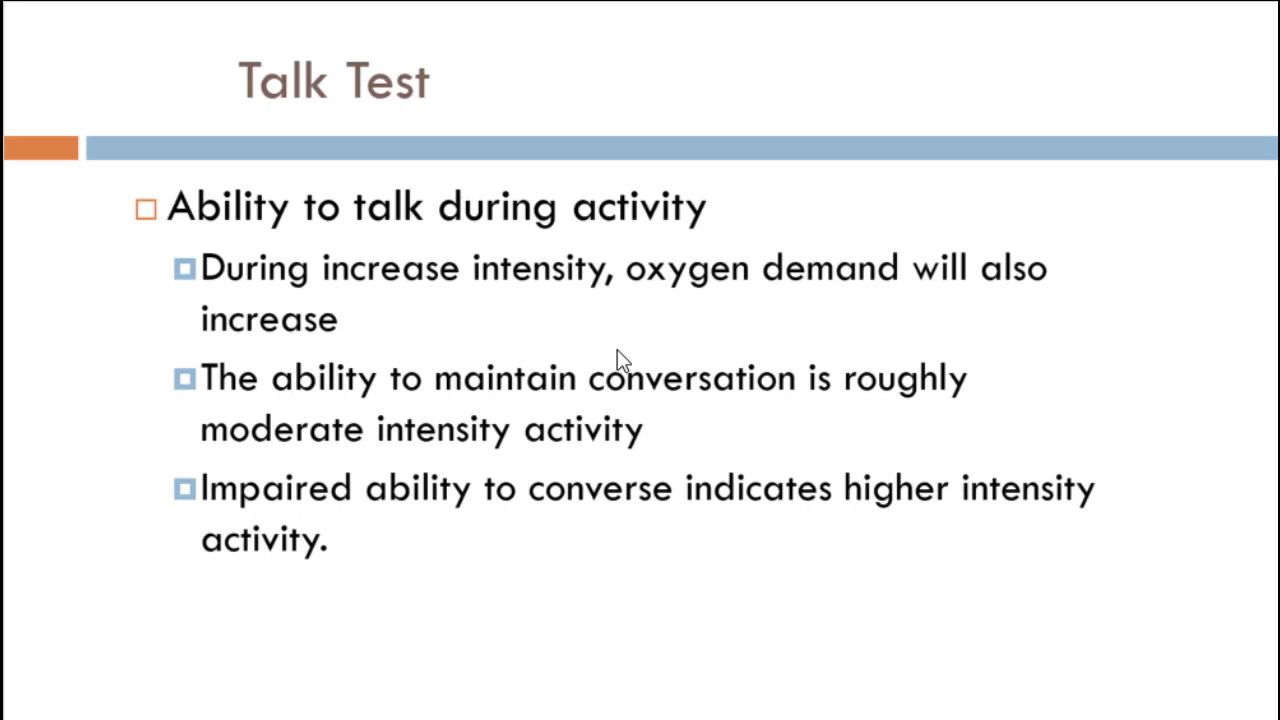 Talk Test
Ability to talk during activity
During increase intensity, oxygen demand will also
increase
The ability to maintain conversation is roughly
moderate intensity activity
Impaired ability to converse indicates higher intensity
activity.